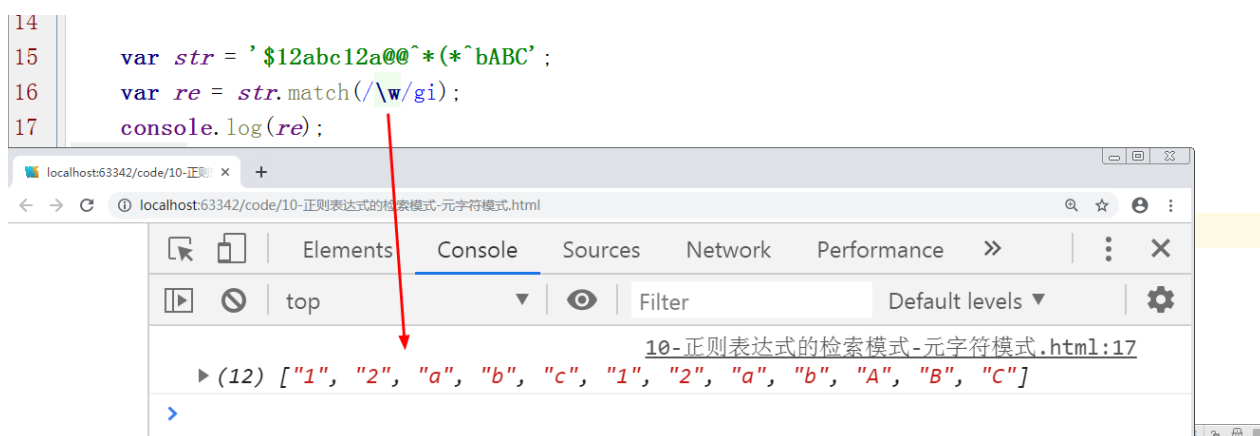 14
15 var str = '$12abc12a@@^*(*^bABC';
16 var re = str.match(/\w/gi);
17 console.log(re);
localhost:63342/code/10-正则
localhost:63342/code/10-正则表达式的检索模式-元字符模式.html
Elements Console Sources Network Performance
top Filter Default levels
10-正则表达式的检索模式-元字符模式.html:17
(12) ["1", "2", "a", "b", "c", "1", "2", "a", "b", "A", "B", "C"]